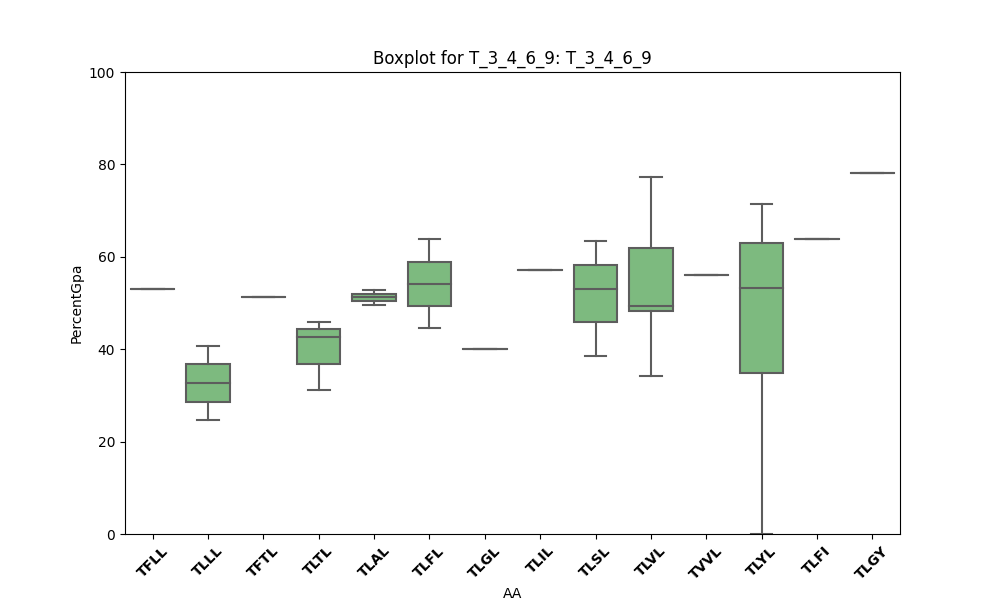 Boxplot for T_3_4_6_9: T_3_4_6_9
100
80
60
40
20
0
PercentGpa
TFLL TLLL TFTL TLTL TLAL TLFL TLGL TLIL TLSL TLVL TVVL TLYL TLFI TLGY
AA